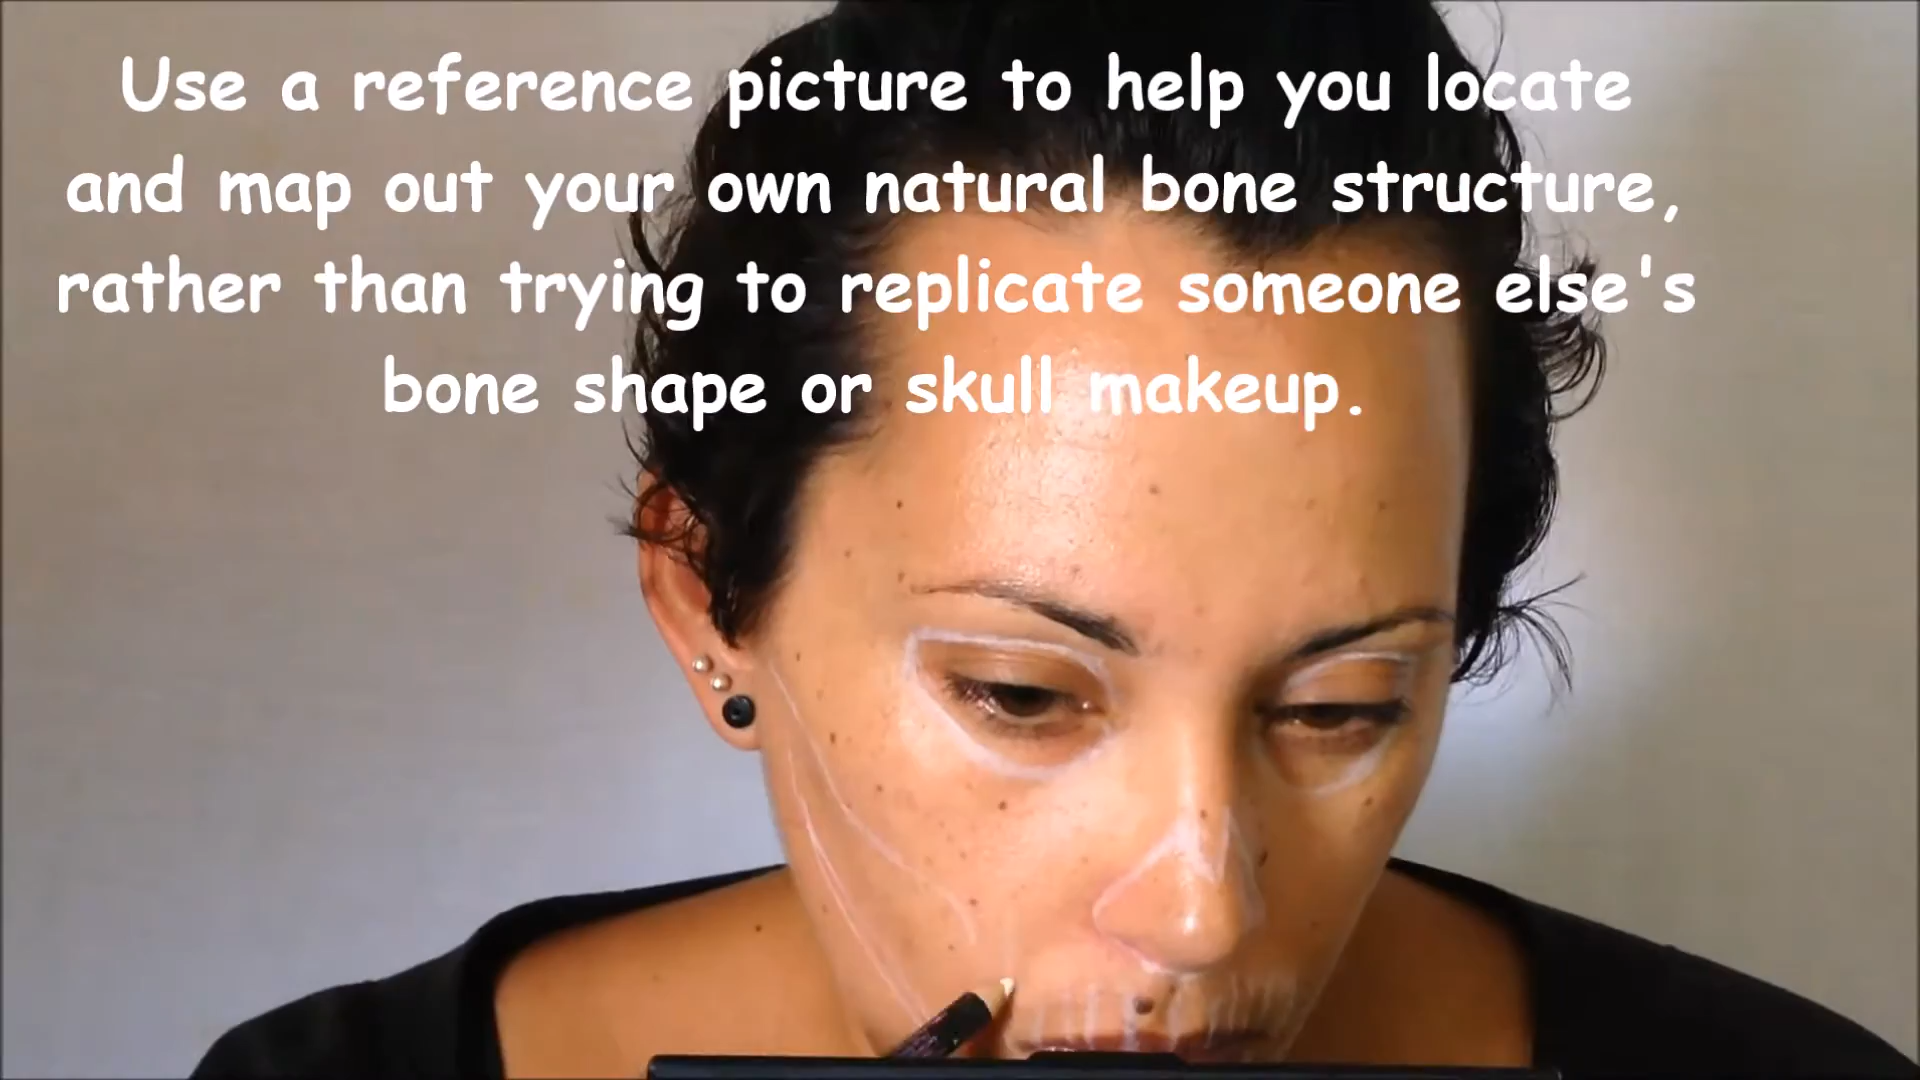 Use a reference picture to help you locate
and map out your own natural bone structure,
rather than trying to replicate someone else's
bone shape or skull makeup.